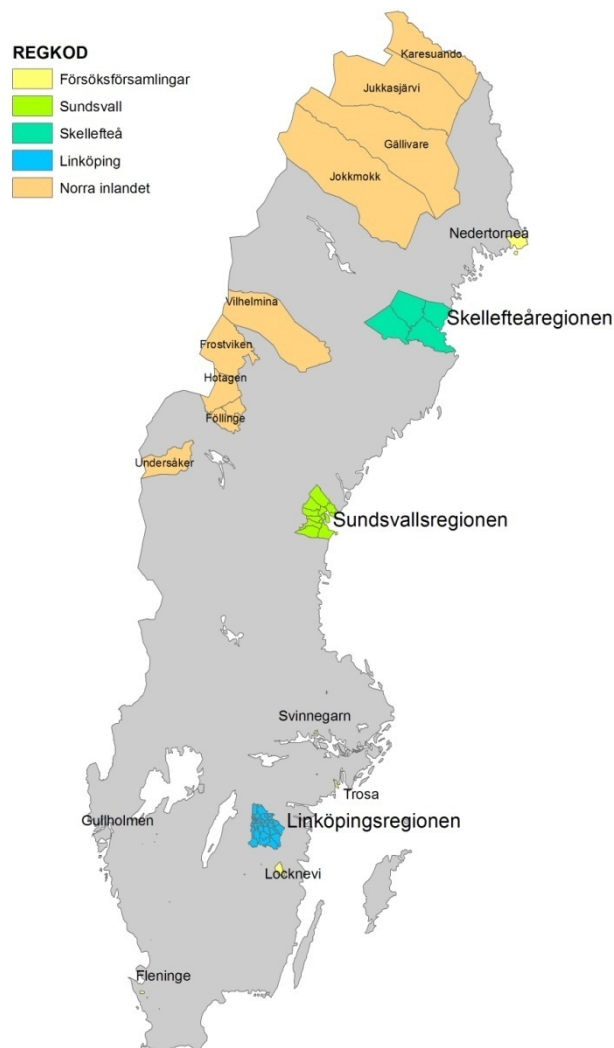 REGKOD
Försöksförsamlingar
Sundsvall
Skellefteå
Linköping
Norra inlandet
Karesuando
Jukkasjärvi
Gällivare
Jokkmokk
Nedertorneå
Vilhelmina
Skellefteåregionen
Frostviken
Hotagen
Föllinge
Undersåker
Sundsvallsregionen
Svinnegarn
Trosa
Gullholmen
Linköpingsregionen
Locknevi
Fleninge